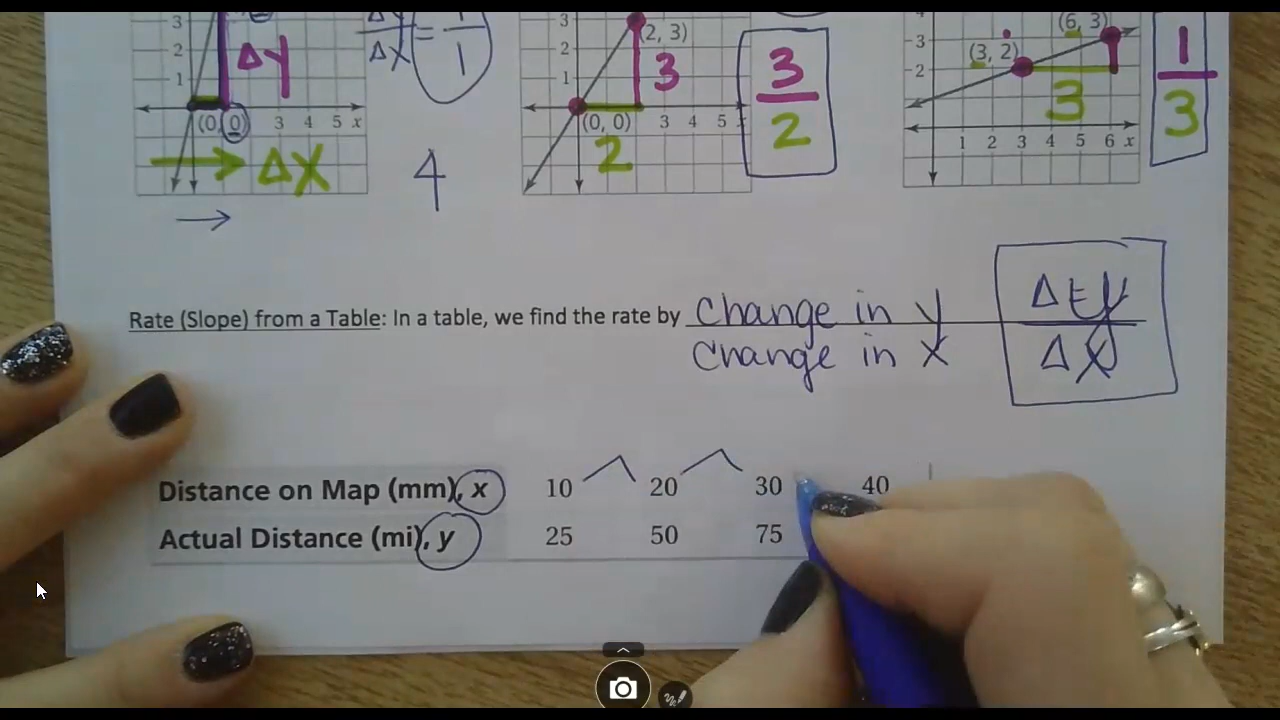 3 ΔY ΔY/ΔX = 1/1 3 (2, 3) 3 (6, 3) 1
2 2 3/2 3 (3, 2) 3
1 1 2
(0, 0) 3 4 5 x (0, 0) 3 4 5 1 2 3 4 5 6 x
ΔX 4 2
Rate (Slope) from a Table: In a table, we find the rate by change in y Δy
change in x Δx
Distance on Map (mm), x 10 20 30 40
Actual Distance (mi), y 25 50 75